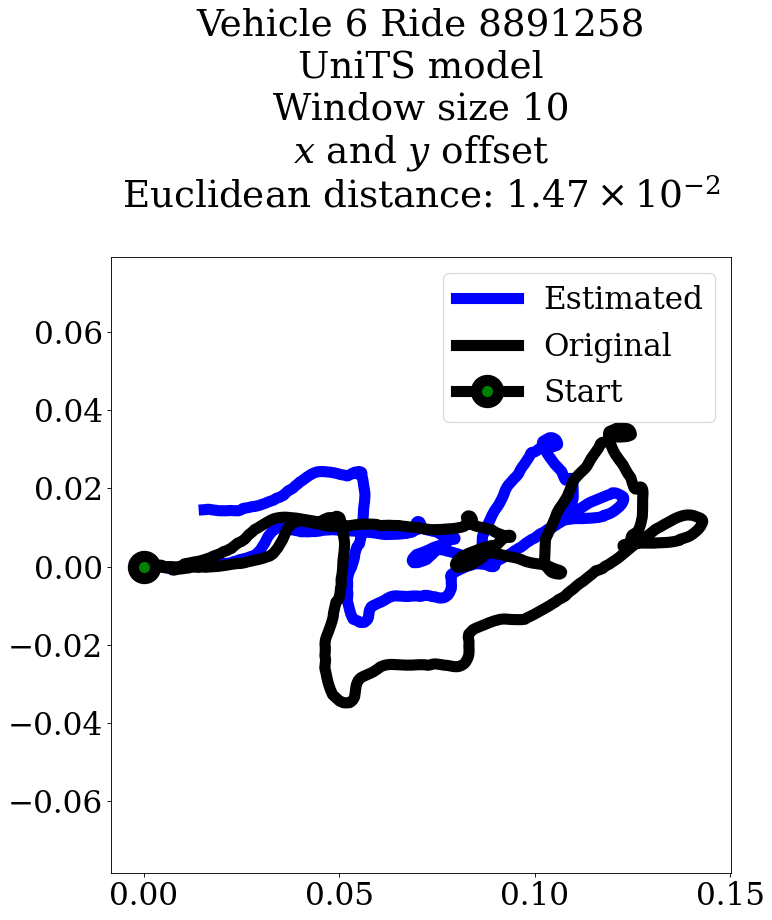 Vehicle 6 Ride 8891258
UniTS model
Window size 10
x and y offset
Euclidean distance: 1.47 × 10⁻²
Estimated
Original
Start
0.06
0.04
0.02
0.00
−0.02
−0.04
−0.06
0.00 0.05 0.10 0.15